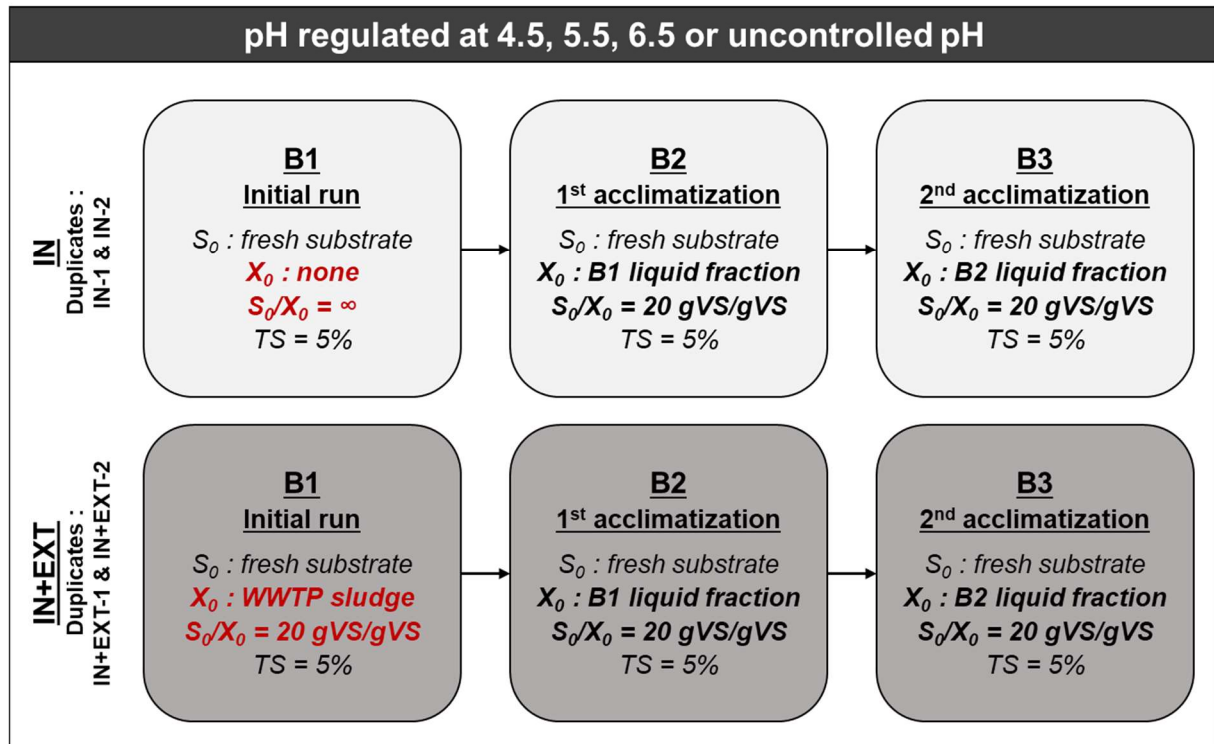 pH regulated at 4.5, 5.5, 6.5 or uncontrolled pH
IN
Duplicates :
IN-1 & IN-2
B1
Initial run
S₀ : fresh substrate
X₀ : none
S₀/X₀ = ∞
TS = 5%
B2
1st acclimatization
S₀ : fresh substrate
X₀ : B1 liquid fraction
S₀/X₀ = 20 gVS/gVS
TS = 5%
B3
2nd acclimatization
S₀ : fresh substrate
X₀ : B2 liquid fraction
S₀/X₀ = 20 gVS/gVS
TS = 5%
IN+EXT
Duplicates :
IN+EXT-1 & IN+EXT-2
B1
Initial run
S₀ : fresh substrate
X₀ : WWTP sludge
S₀/X₀ = 20 gVS/gVS
TS = 5%
B2
1st acclimatization
S₀ : fresh substrate
X₀ : B1 liquid fraction
S₀/X₀ = 20 gVS/gVS
TS = 5%
B3
2nd acclimatization
S₀ : fresh substrate
X₀ : B2 liquid fraction
S₀/X₀ = 20 gVS/gVS
TS = 5%